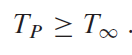 T_P ≥ T_∞ .